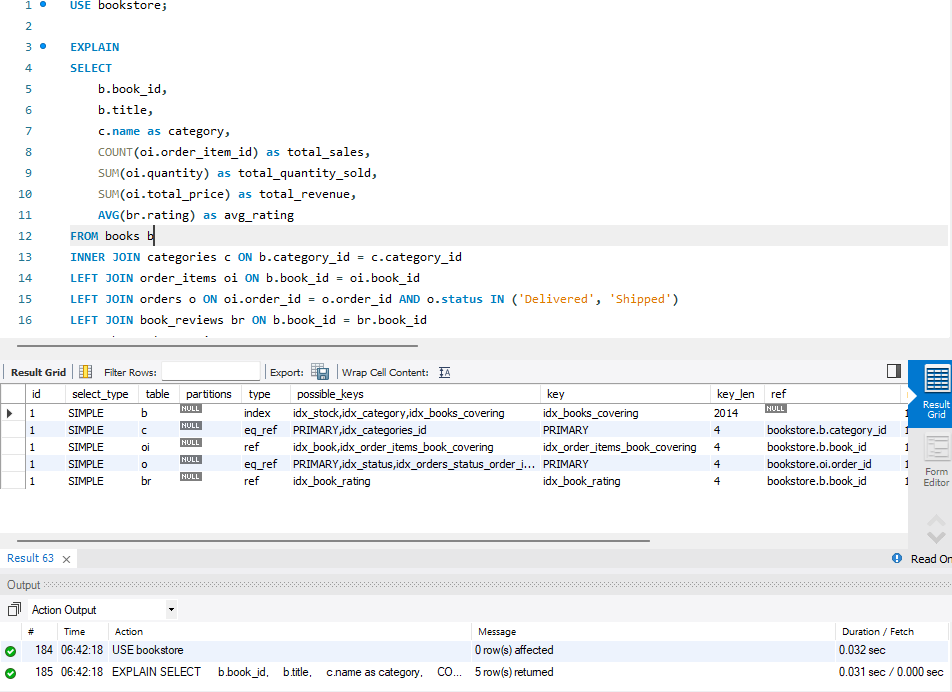 1 USE bookstore;
2
3 EXPLAIN
4 SELECT
5 b.book_id,
6 b.title,
7 c.name as category,
8 COUNT(oi.order_item_id) as total_sales,
9 SUM(oi.quantity) as total_quantity_sold,
10 SUM(oi.total_price) as total_revenue,
11 AVG(br.rating) as avg_rating
12 FROM books b
13 INNER JOIN categories c ON b.category_id = c.category_id
14 LEFT JOIN order_items oi ON b.book_id = oi.book_id
15 LEFT JOIN orders o ON oi.order_id = o.order_id AND o.status IN ('Delivered', 'Shipped')
16 LEFT JOIN book_reviews br ON b.book_id = br.book_id
Result Grid Filter Rows: Export: Wrap Cell Content: IA
id select_type table partitions type possible_keys key key_len ref
1 SIMPLE b NULL index idx_stock,idx_category,idx_books_covering idx_books_covering 2014 NULL 1
1 SIMPLE c NULL eq_ref PRIMARY,idx_categories_id PRIMARY 4 bookstore.b.category_id 1
1 SIMPLE oi NULL ref idx_book,idx_order_items_book_covering idx_order_items_book_covering 4 bookstore.b.book_id 1
1 SIMPLE o NULL eq_ref PRIMARY,idx_status,idx_orders_status_order_i... PRIMARY 4 bookstore.oi.order_id 1
1 SIMPLE br NULL ref idx_book_rating idx_book_rating 4 bookstore.b.book_id 1
Result
Grid
Form
Editor
Result 63 Read On
Output
Action Output
# Time Action Message Duration / Fetch
184 06:42:18 USE bookstore 0 row(s) affected 0.032 sec
185 06:42:18 EXPLAIN SELECT b.book_id, b.title, c.name as category, CO... 5 row(s) returned 0.031 sec / 0.000 sec